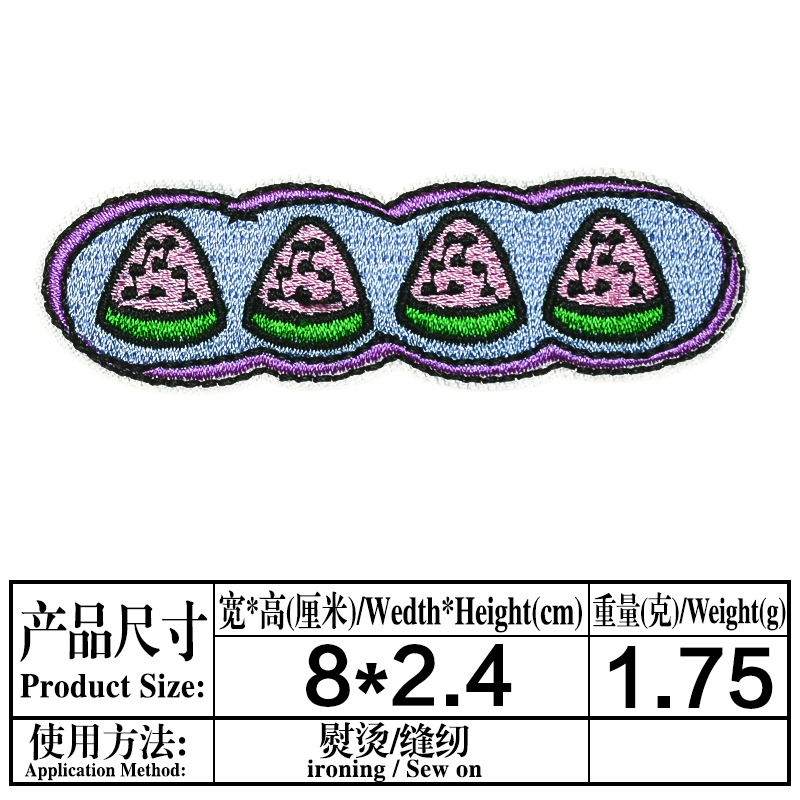 产品尺寸
Product Size:
宽*高(厘米)/Wedth*Height(cm)
重量(克)/Weight(g)
8*2.4
1.75
使用方法:
Application Method:
熨烫/缝纫
ironing / Sew on